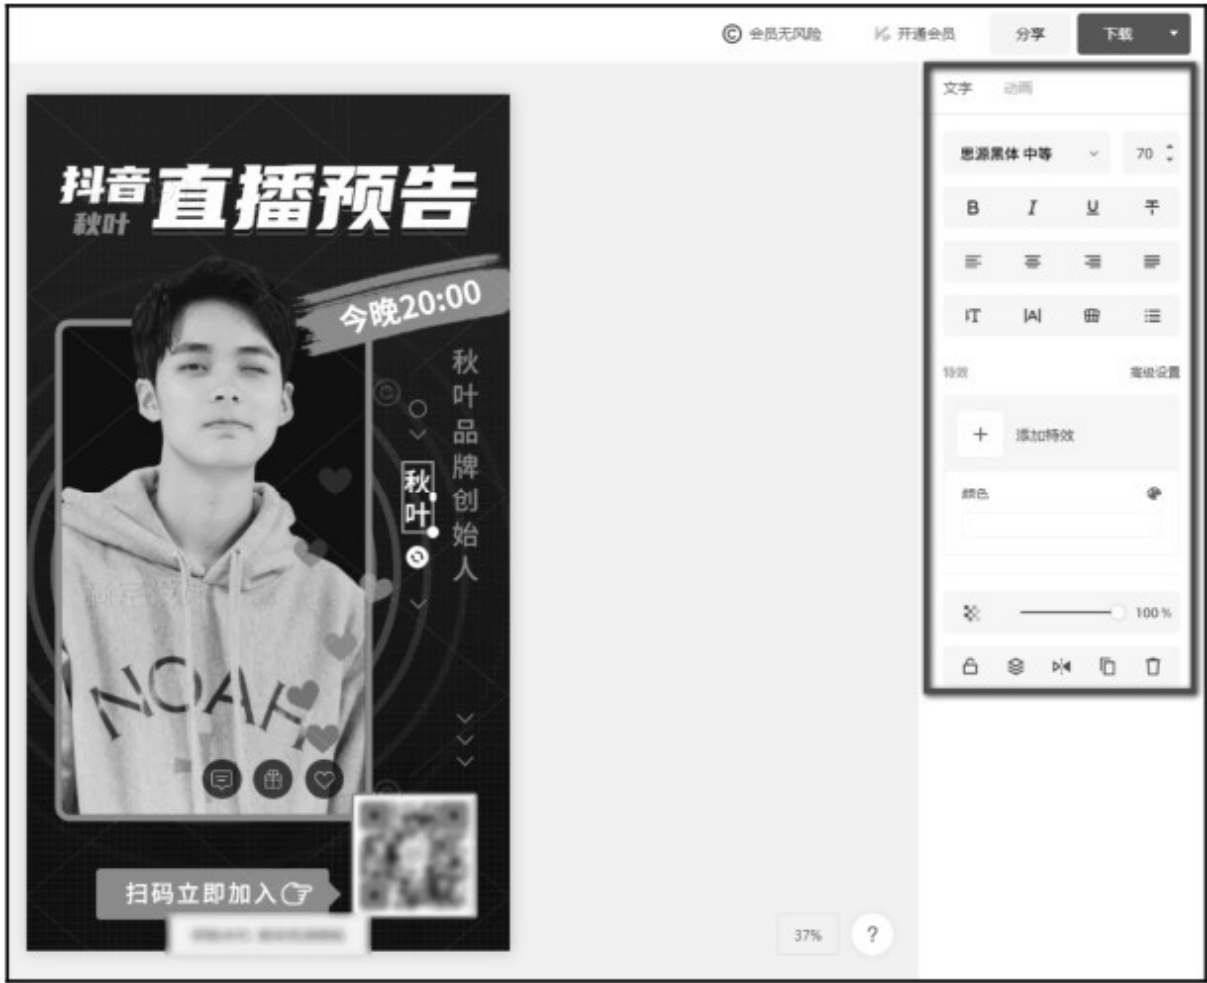 会员无风险
开通会员
分享
下载
文字 动画
思源黑体 中等 70
B I U T
特效 高级设置
添加特效
颜色
100 %
抖音
秋叶
直播预告
今晚20:00
秋叶品牌创始人
秋叶
NOAH
扫码立即加入
37%
?